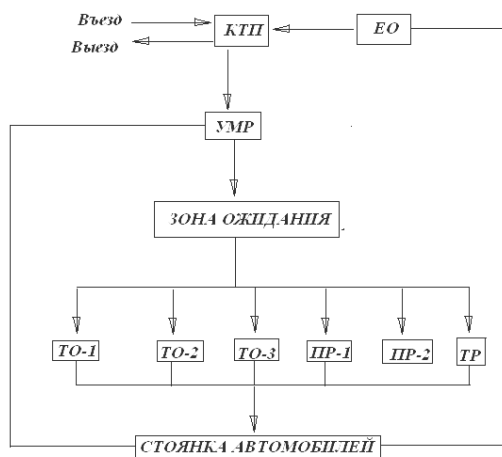 Въезд
Выезд
КТП
ЕО
УМР
ЗОНА ОЖИДАНИЯ
ТО-1
ТО-2
ТО-3
ПР-1
ПР-2
ТР
СТОЯНКА АВТОМОБИЛЕЙ